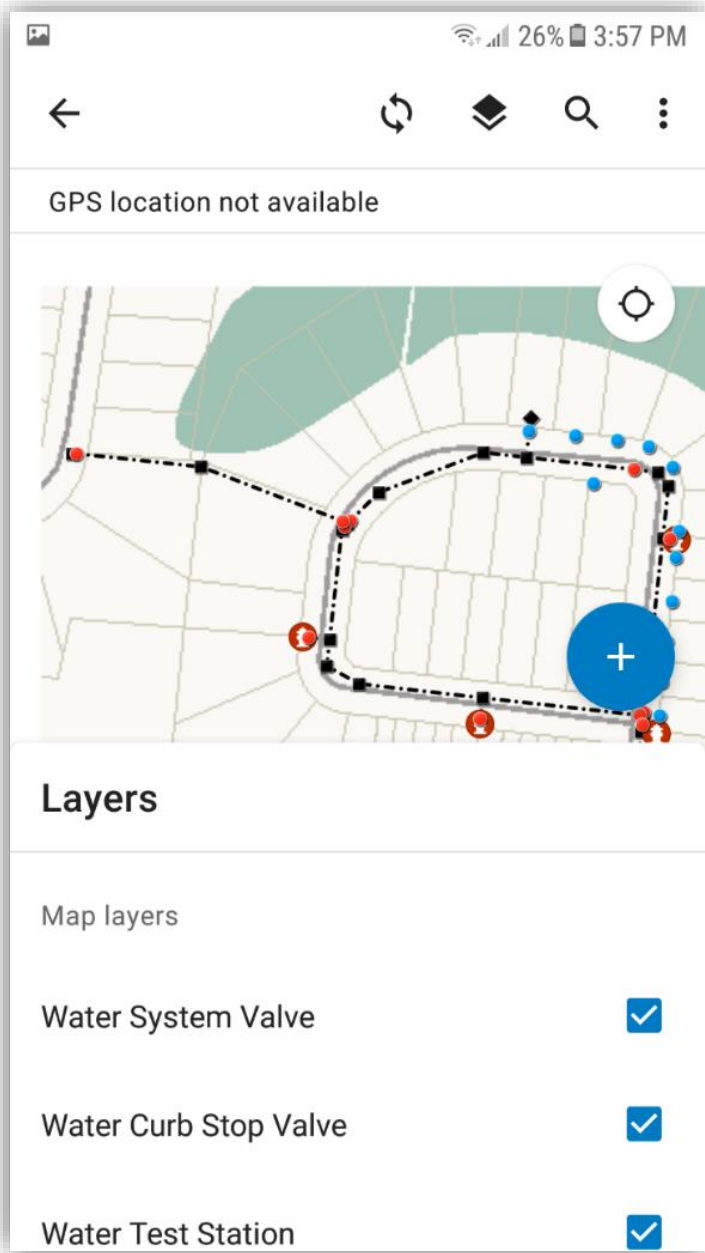 26% 3:57 PM
GPS location not available
Layers
Map layers
Water System Valve
Water Curb Stop Valve
Water Test Station